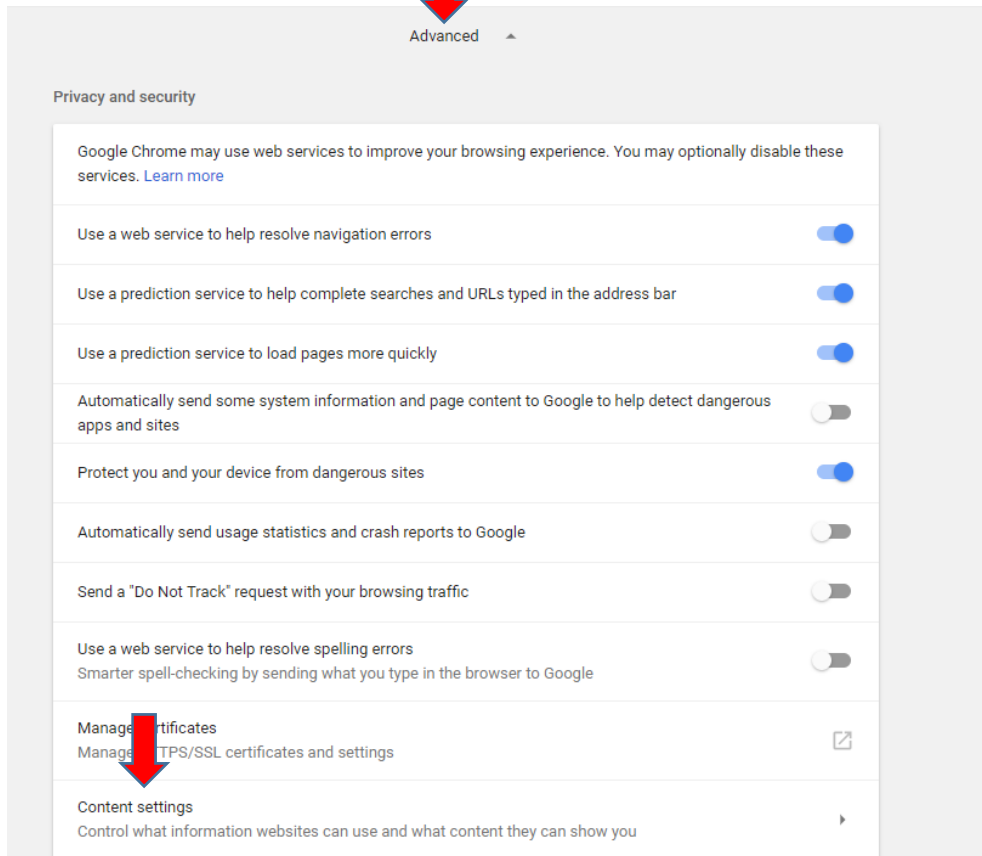 Advanced
Privacy and security
Google Chrome may use web services to improve your browsing experience. You may optionally disable these
services. Learn more
Use a web service to help resolve navigation errors
Use a prediction service to help complete searches and URLs typed in the address bar
Use a prediction service to load pages more quickly
Automatically send some system information and page content to Google to help detect dangerous
apps and sites
Protect you and your device from dangerous sites
Automatically send usage statistics and crash reports to Google
Send a "Do Not Track" request with your browsing traffic
Use a web service to help resolve spelling errors
Smarter spell-checking by sending what you type in the browser to Google
Manage rtificates
Manage TPS/SSL certificates and settings
Content settings
Control what information websites can use and what content they can show you